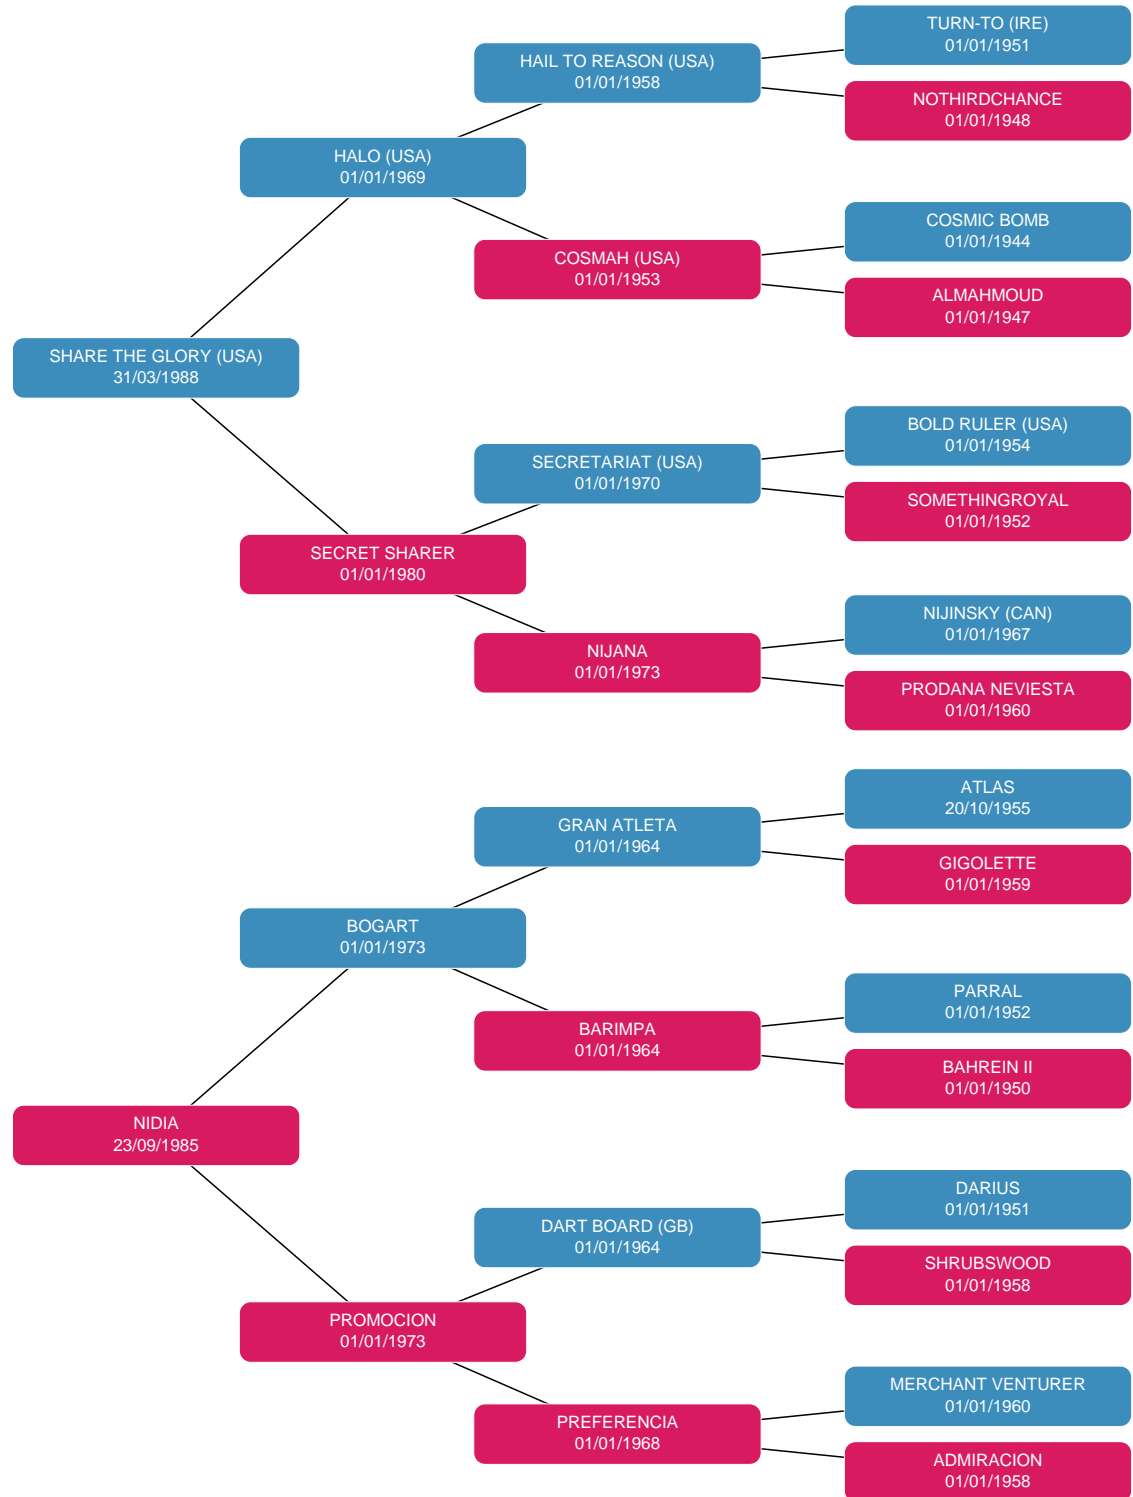 TURN-TO (IRE)
01/01/1951
HAIL TO REASON (USA)
01/01/1958
NOTHIRDCHANCE
01/01/1948
HALO (USA)
01/01/1969
COSMIC BOMB
01/01/1944
COSMAH (USA)
01/01/1953
ALMAHMOUD
01/01/1947
SHARE THE GLORY (USA)
31/03/1988
BOLD RULER (USA)
01/01/1954
SECRETARIAT (USA)
01/01/1970
SOMETHINGROYAL
01/01/1952
SECRET SHARER
01/01/1980
NIJINSKY (CAN)
01/01/1967
NIJANA
01/01/1973
PRODANA NEVIESTA
01/01/1960
ATLAS
20/10/1955
GRAN ATLETA
01/01/1964
GIGOLETTE
01/01/1959
BOGART
01/01/1973
PARRAL
01/01/1952
BARIMPA
01/01/1964
BAHREIN II
01/01/1950
NIDIA
23/09/1985
DARIUS
01/01/1951
DART BOARD (GB)
01/01/1964
SHRUBSWOOD
01/01/1958
PROMOCION
01/01/1973
MERCHANT VENTURER
01/01/1960
PREFERENCIA
01/01/1968
ADMIRACION
01/01/1958